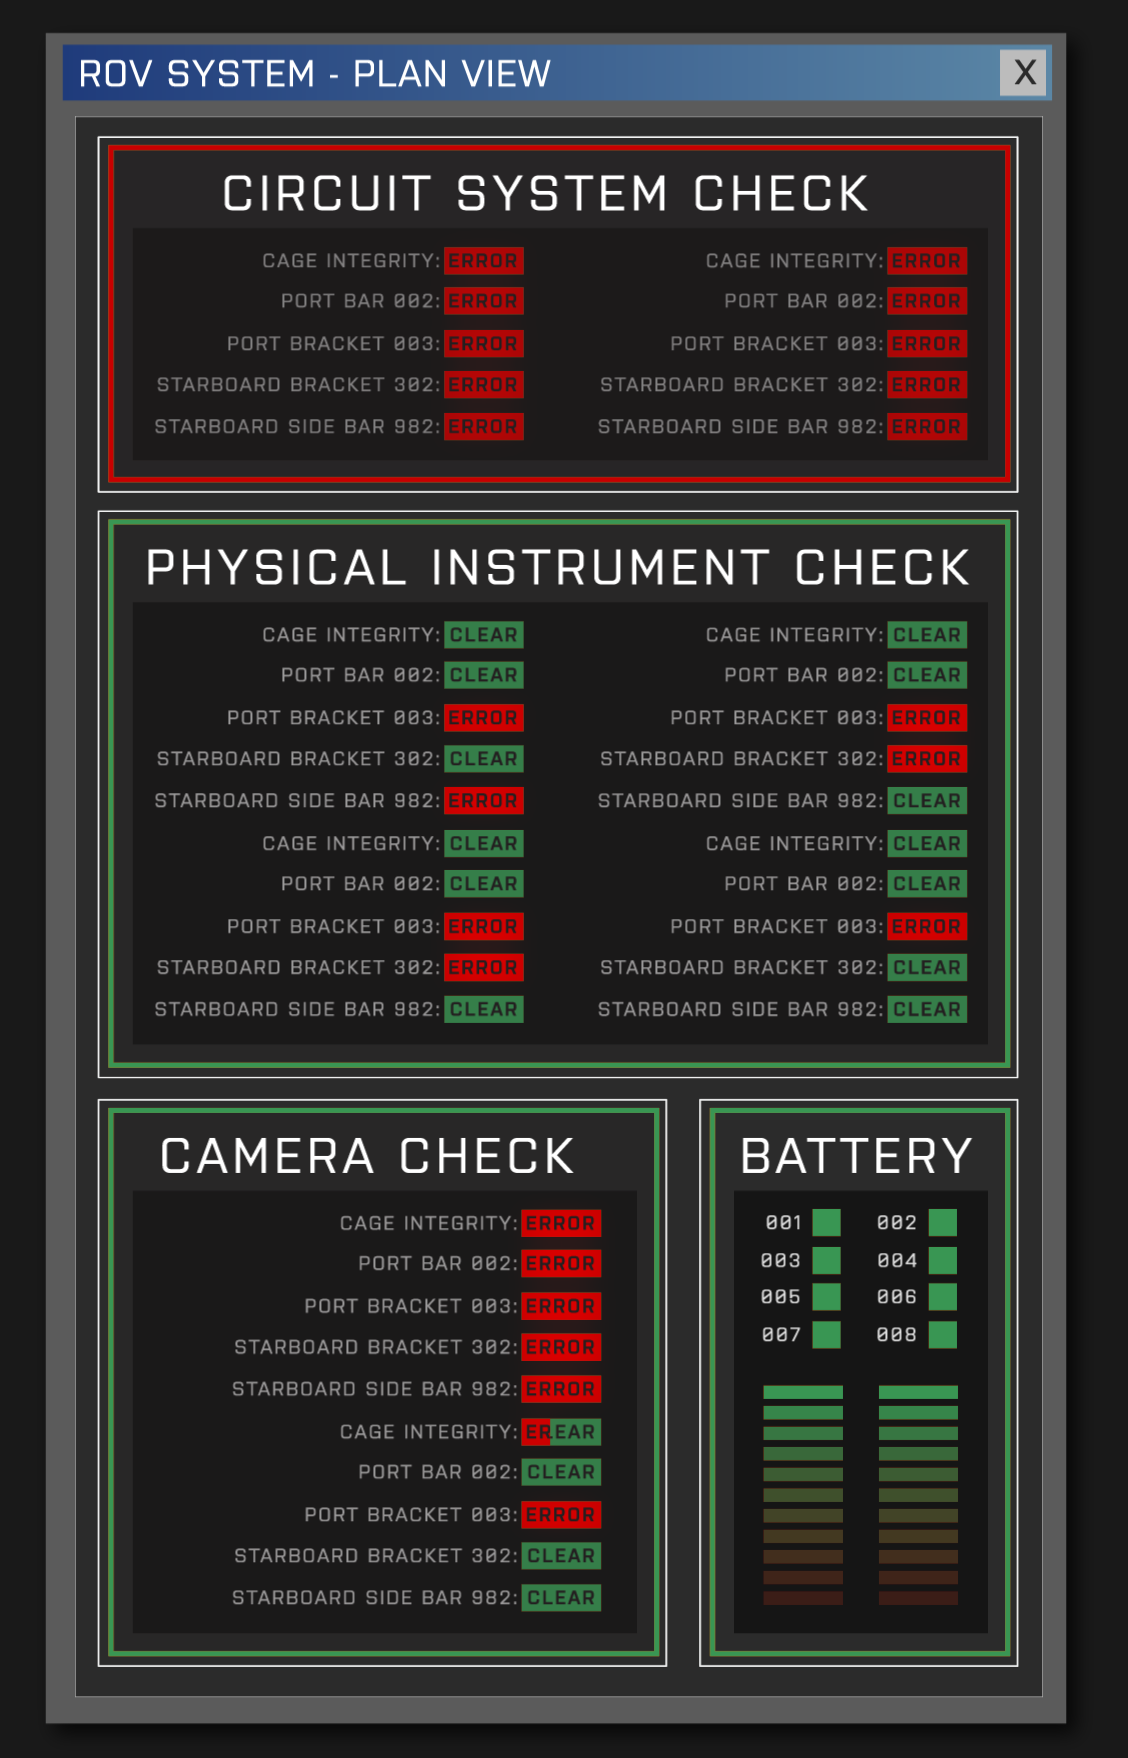 ROV SYSTEM - PLAN VIEW X
CIRCUIT SYSTEM CHECK
CAGE INTEGRITY: ERROR CAGE INTEGRITY: ERROR
PORT BAR 002: ERROR PORT BAR 002: ERROR
PORT BRACKET 003: ERROR PORT BRACKET 003: ERROR
STARBOARD BRACKET 302: ERROR STARBOARD BRACKET 302: ERROR
STARBOARD SIDE BAR 982: ERROR STARBOARD SIDE BAR 982: ERROR
PHYSICAL INSTRUMENT CHECK
CAGE INTEGRITY: CLEAR CAGE INTEGRITY: CLEAR
PORT BAR 002: CLEAR PORT BAR 002: CLEAR
PORT BRACKET 003: ERROR PORT BRACKET 003: ERROR
STARBOARD BRACKET 302: CLEAR STARBOARD BRACKET 302: ERROR
STARBOARD SIDE BAR 982: ERROR STARBOARD SIDE BAR 982: CLEAR
CAGE INTEGRITY: CLEAR CAGE INTEGRITY: CLEAR
PORT BAR 002: CLEAR PORT BAR 002: CLEAR
PORT BRACKET 003: ERROR PORT BRACKET 003: ERROR
STARBOARD BRACKET 302: ERROR STARBOARD BRACKET 302: CLEAR
STARBOARD SIDE BAR 982: CLEAR STARBOARD SIDE BAR 982: CLEAR
CAMERA CHECK
CAGE INTEGRITY: ERROR
PORT BAR 002: ERROR
PORT BRACKET 003: ERROR
STARBOARD BRACKET 302: ERROR
STARBOARD SIDE BAR 982: ERROR
CAGE INTEGRITY:
PORT BAR 002: CLEAR
PORT BRACKET 003: ERROR
STARBOARD BRACKET 302: CLEAR
STARBOARD SIDE BAR 982: CLEAR
BATTERY
001 002
003 004
005 006
007 008